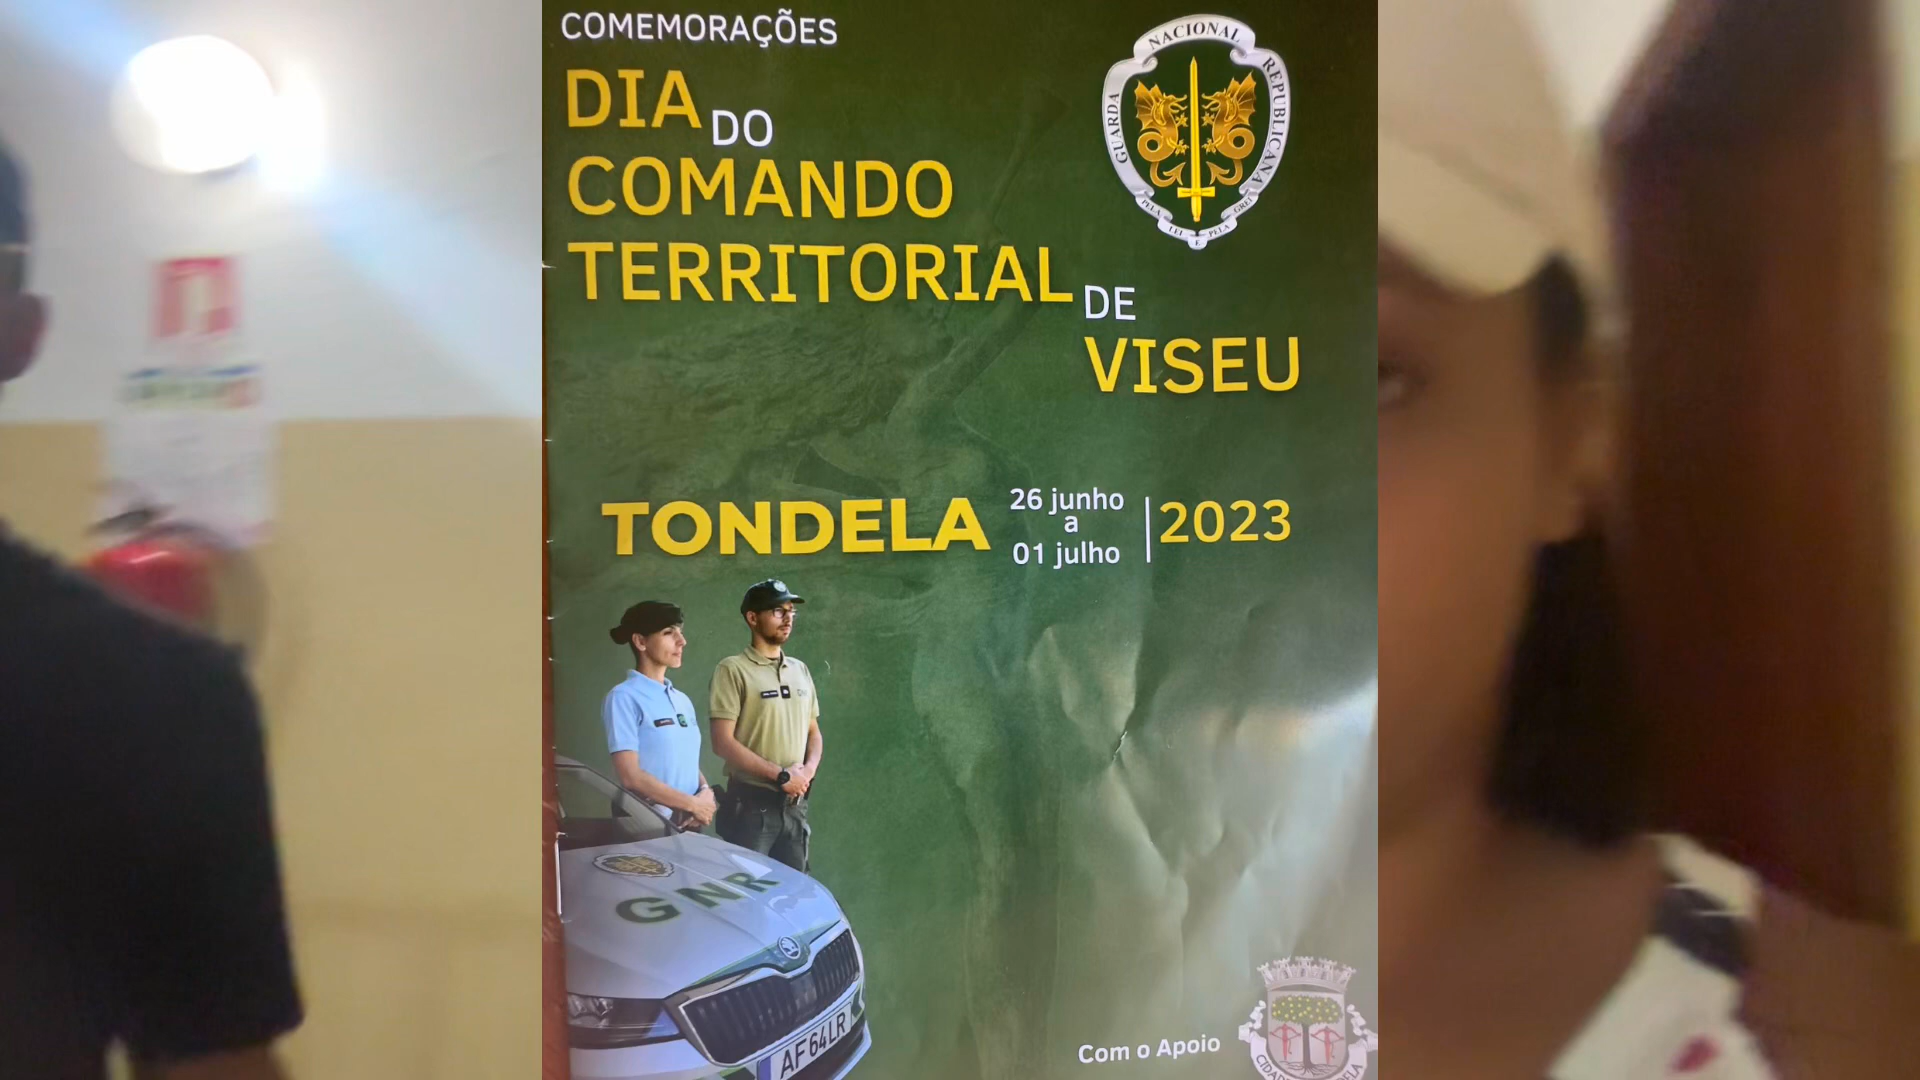 COMEMORAÇÕES
DIA DO
COMANDO
TERRITORIAL DE
VISEU
GUARDA NACIONAL REPUBLICANA
PELA LEI E PELA GREI
TONDELA
26 junho
a
01 julho
2023
GNR
AF 64 LR
Com o Apoio